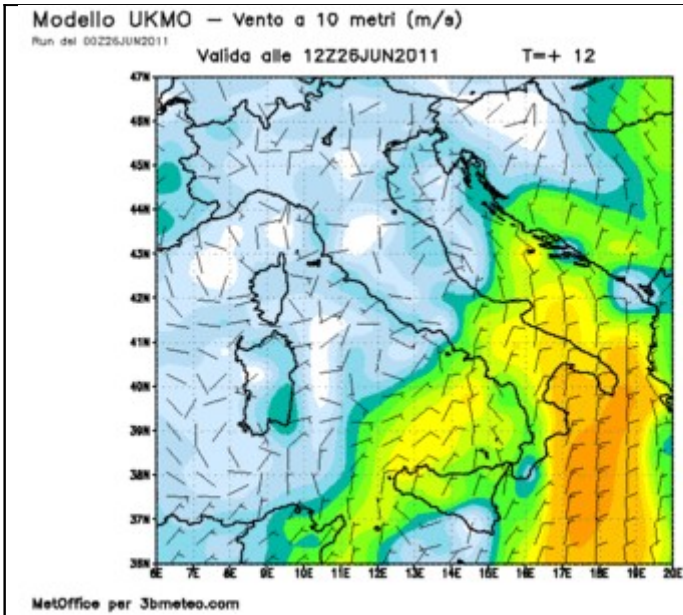 Modello UKMO – Vento a 10 metri (m/s)
Run del 00Z26JUN2011
Valida alle 12Z26JUN2011 T=+ 12
47N
46N
45N
44N
43N
42N
41N
40N
39N
38N
37N
36N
6E 7E 8E 9E 10E 11E 12E 13E 14E 15E 16E 17E 18E 19E 20E
MetOffice per 3bmeteo.com